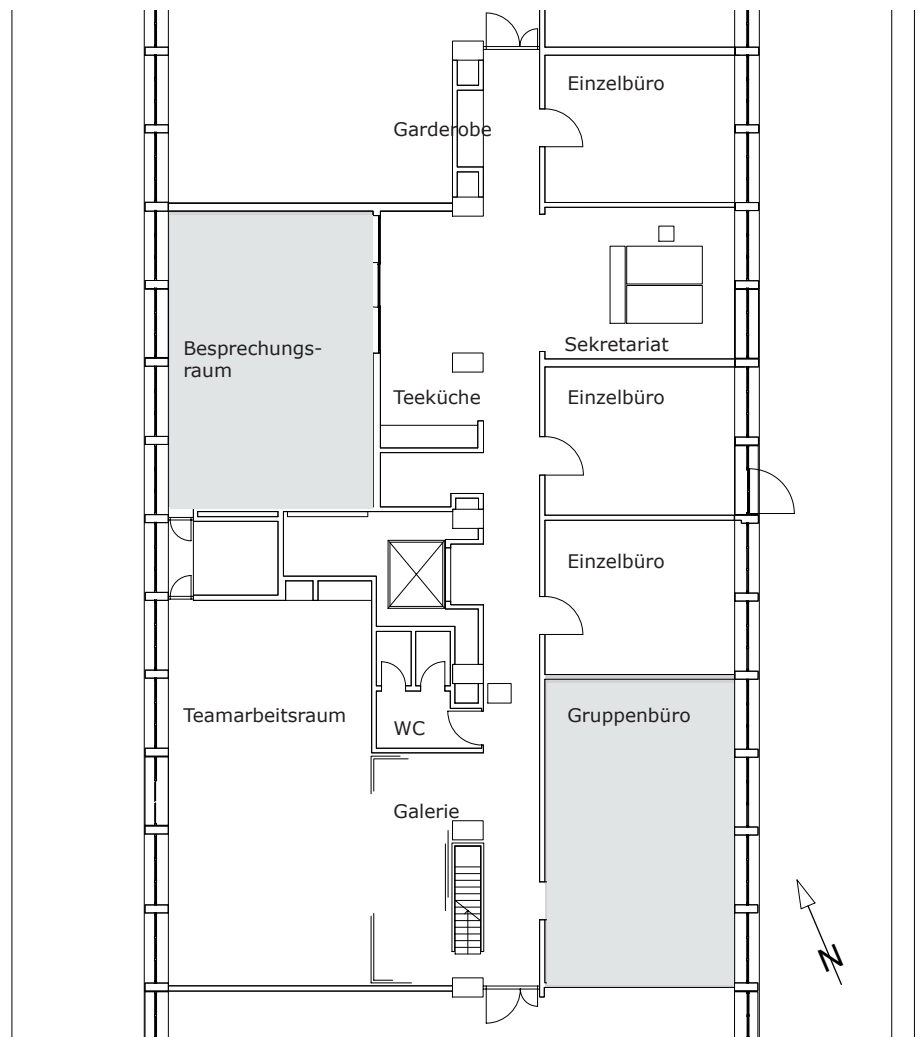 Einzelbüro
Garderobe
Besprechungs-
raum
Sekretariat
Teeküche
Einzelbüro
Einzelbüro
Teamarbeitsraum
WC
Gruppenbüro
Galerie
N